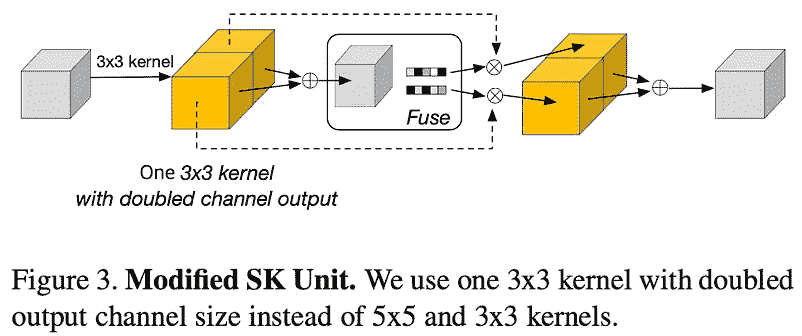 3x3 kernel
Fuse
One 3x3 kernel
with doubled channel output
Figure 3. Modified SK Unit. We use one 3x3 kernel with doubled
output channel size instead of 5x5 and 3x3 kernels.